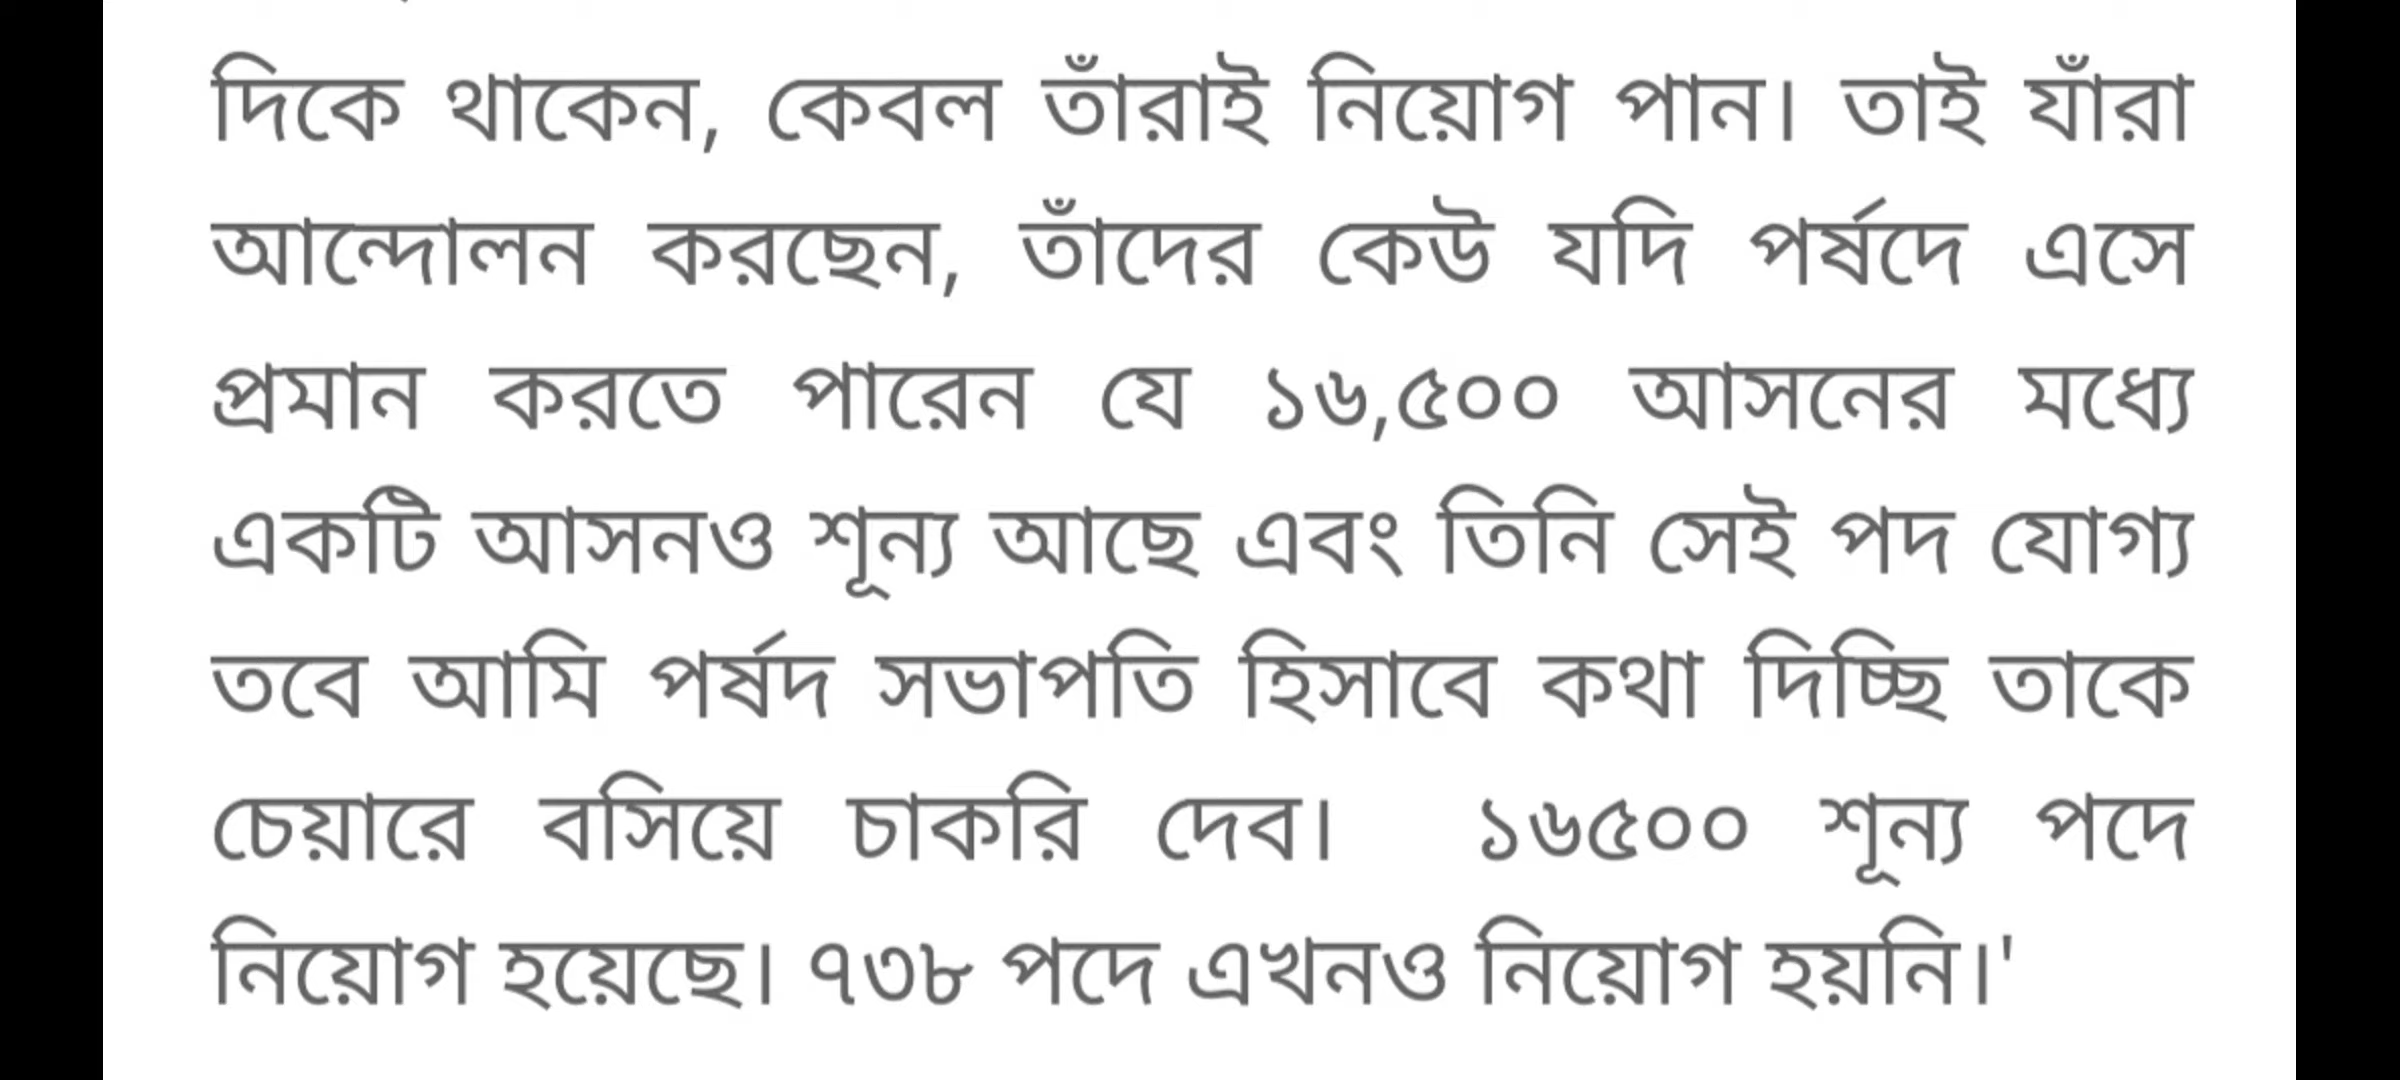 দিকে থাকেন, কেবল তাঁরাই নিয়োগ পান। তাই যাঁরা
আন্দোলন করছেন, তাঁদের কেউ যদি পর্ষদে এসে
প্রমান করতে পারেন যে ১৬,৫০০ আসনের মধ্যে
একটি আসনও শূন্য আছে এবং তিনি সেই পদ যোগ্য
তবে আমি পর্ষদ সভাপতি হিসাবে কথা দিচ্ছি তাকে
চেয়ারে বসিয়ে চাকরি দেব। ১৬৫০০ শূন্য পদে
নিয়োগ হয়েছে। ৭৩৮ পদে এখনও নিয়োগ হয়নি।'